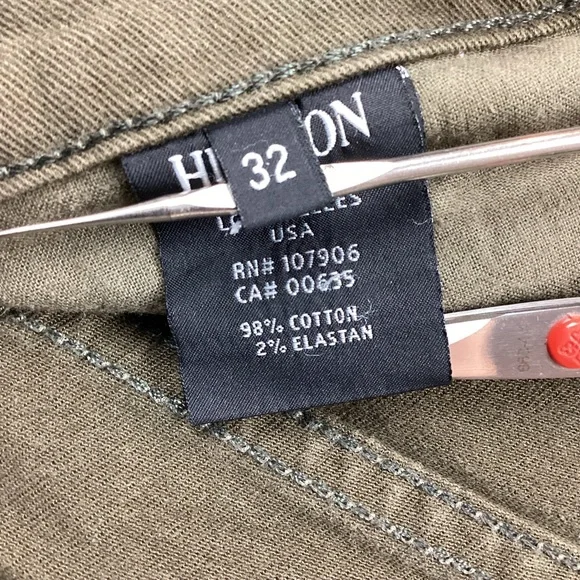 32
USA
RN# 107906
CA# 00635
98% COTTON
2% ELASTAN